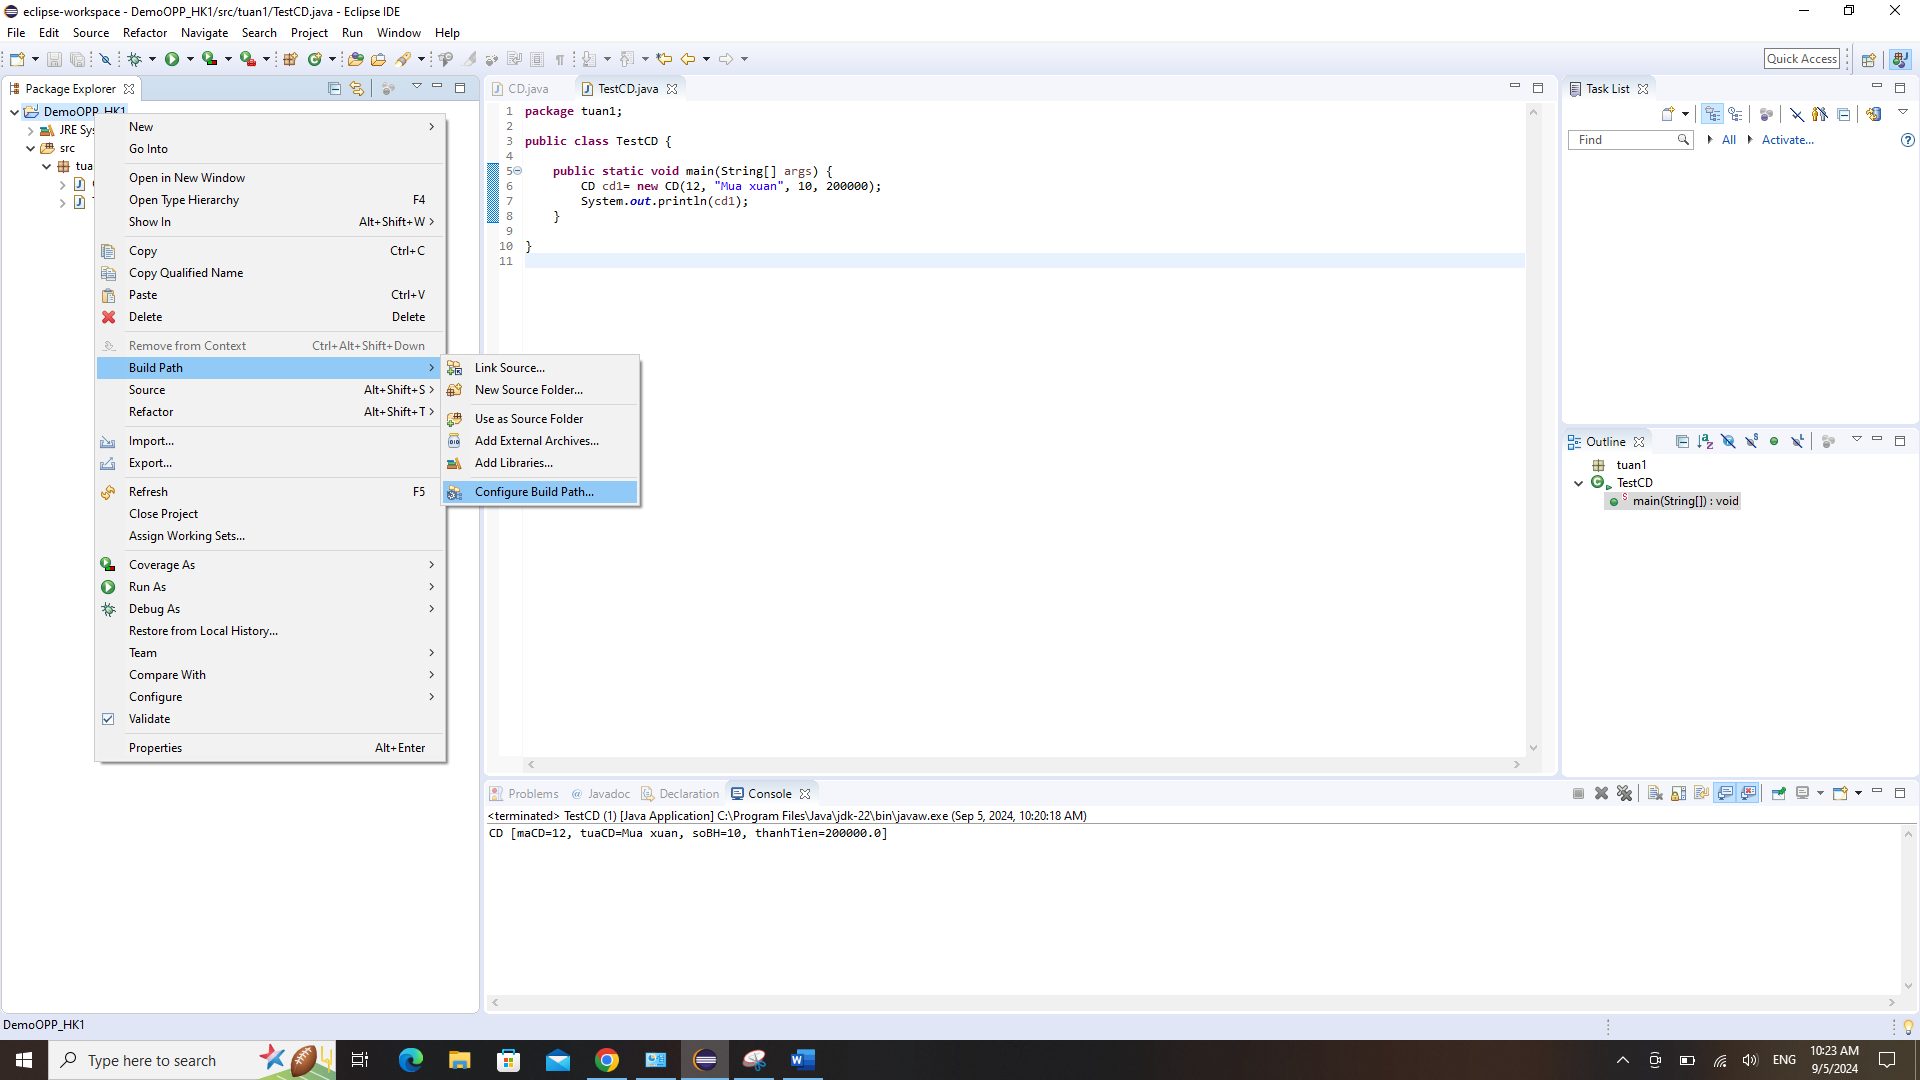 eclipse-workspace - DemoOPP_HK1/src/tuan1/TestCD.java - Eclipse IDE
File Edit Source Refactor Navigate Search Project Run Window Help
Quick Access
Package Explorer
DemoOPP_HK1
JRE Sy
src
tua
New
Go Into
Open in New Window
Open Type Hierarchy F4
Show In Alt+Shift+W
Copy Ctrl+C
Copy Qualified Name
Paste Ctrl+V
Delete Delete
Remove from Context Ctrl+Alt+Shift+Down
Build Path
Source Alt+Shift+S
Refactor Alt+Shift+T
Import...
Export...
Refresh F5
Close Project
Assign Working Sets...
Coverage As
Run As
Debug As
Restore from Local History...
Team
Compare With
Configure
Validate
Properties Alt+Enter
Link Source...
New Source Folder...
Use as Source Folder
Add External Archives...
Add Libraries...
Configure Build Path...
CD.java TestCD.java
1 package tuan1;
2
3 public class TestCD {
4
5 public static void main(String[] args) {
6 CD cd1= new CD(12, "Mua xuan", 10, 200000);
7 System.out.println(cd1);
8 }
9
10 }
11
Task List
Find All Activate...
Outline
tuan1
TestCD
main(String[]) : void
Problems @ Javadoc Declaration Console
<terminated> TestCD (1) [Java Application] C:\Program Files\Java\jdk-22\bin\javaw.exe (Sep 5, 2024, 10:20:18 AM)
CD [maCD=12, tuaCD=Mua xuan, soBH=10, thanhTien=200000.0]
DemoOPP_HK1
Type here to search
ENG
10:23 AM
9/5/2024